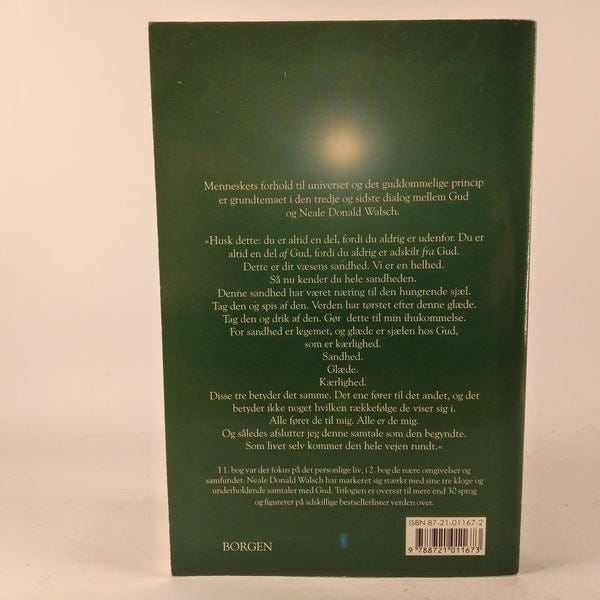 Menneskets forhold til universet og det guddommelige princip
er grundtemaet i den tredje og sidste dialog mellem Gud
og Neale Donald Walsch.
»Husk dette: du er altid en del, fordi du aldrig er udenfor. Du er
altid en del af Gud, fordi du aldrig er adskilt fra Gud.
Dette er dit væsens sandhed. Vi er en helhed.
Så nu kender du hele sandheden.
Denne sandhed har været næring til den hungrende sjæl.
Tag den og spis af den. Verden har tørstet efter denne glæde.
Tag den og drik af den. Gør dette til min ihukommelse.
For sandhed er legemet, og glæde er sjælen hos Gud,
som er kærlighed.
Sandhed.
Glæde.
Kærlighed.
Disse tre betyder det samme. Det ene fører til det andet, og det
betyder ikke noget hvilken rækkefølge de viser sig i.
Alle fører de til mig. Alle er de mig.
Og således afslutter jeg denne samtale som den begyndte.
Som livet selv kommer den hele vejen rundt.«
I 1. bog var der fokus på det personlige liv, i 2. bog de nære omgivelser og
samfundet. Neale Donald Walsch har markeret sig stærkt med sine tre kloge og
underholdende samtaler med Gud. Trilogien er oversat til mere end 30 sprog
og figurerer på adskillige bestsellerlister verden over.
ISBN 87-21-01167-2
9 788721 011673
BORGEN